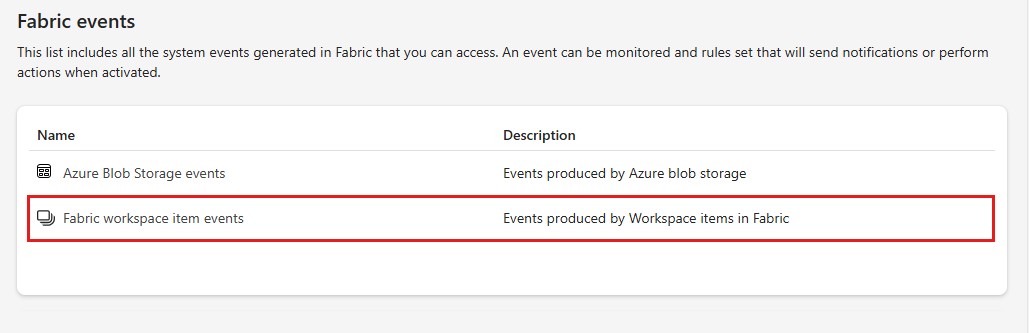 Fabric events
This list includes all the system events generated in Fabric that you can access. An event can be monitored and rules set that will send notifications or perform
actions when activated.
Name Description
Azure Blob Storage events Events produced by Azure blob storage
Fabric workspace item events Events produced by Workspace items in Fabric